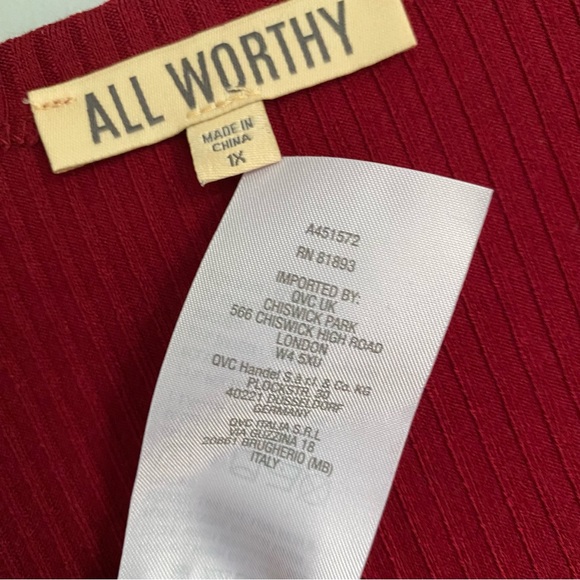 ALL WORTHY
MADE IN
CHINA
1X
A451572
RN 81893
IMPORTED BY:
QVC UK
CHISWICK PARK
566 CHISWICK HIGH ROAD
LONDON
W4 5XU
QVC Handel S.à r.l. & Co. KG
PLOCKSTR. 30
40221 DÜSSELDORF
GERMANY
QVC ITALIA S.R.L
VIA GUZZINA 18
20861 BRUGHERIO (MB)
ITALY